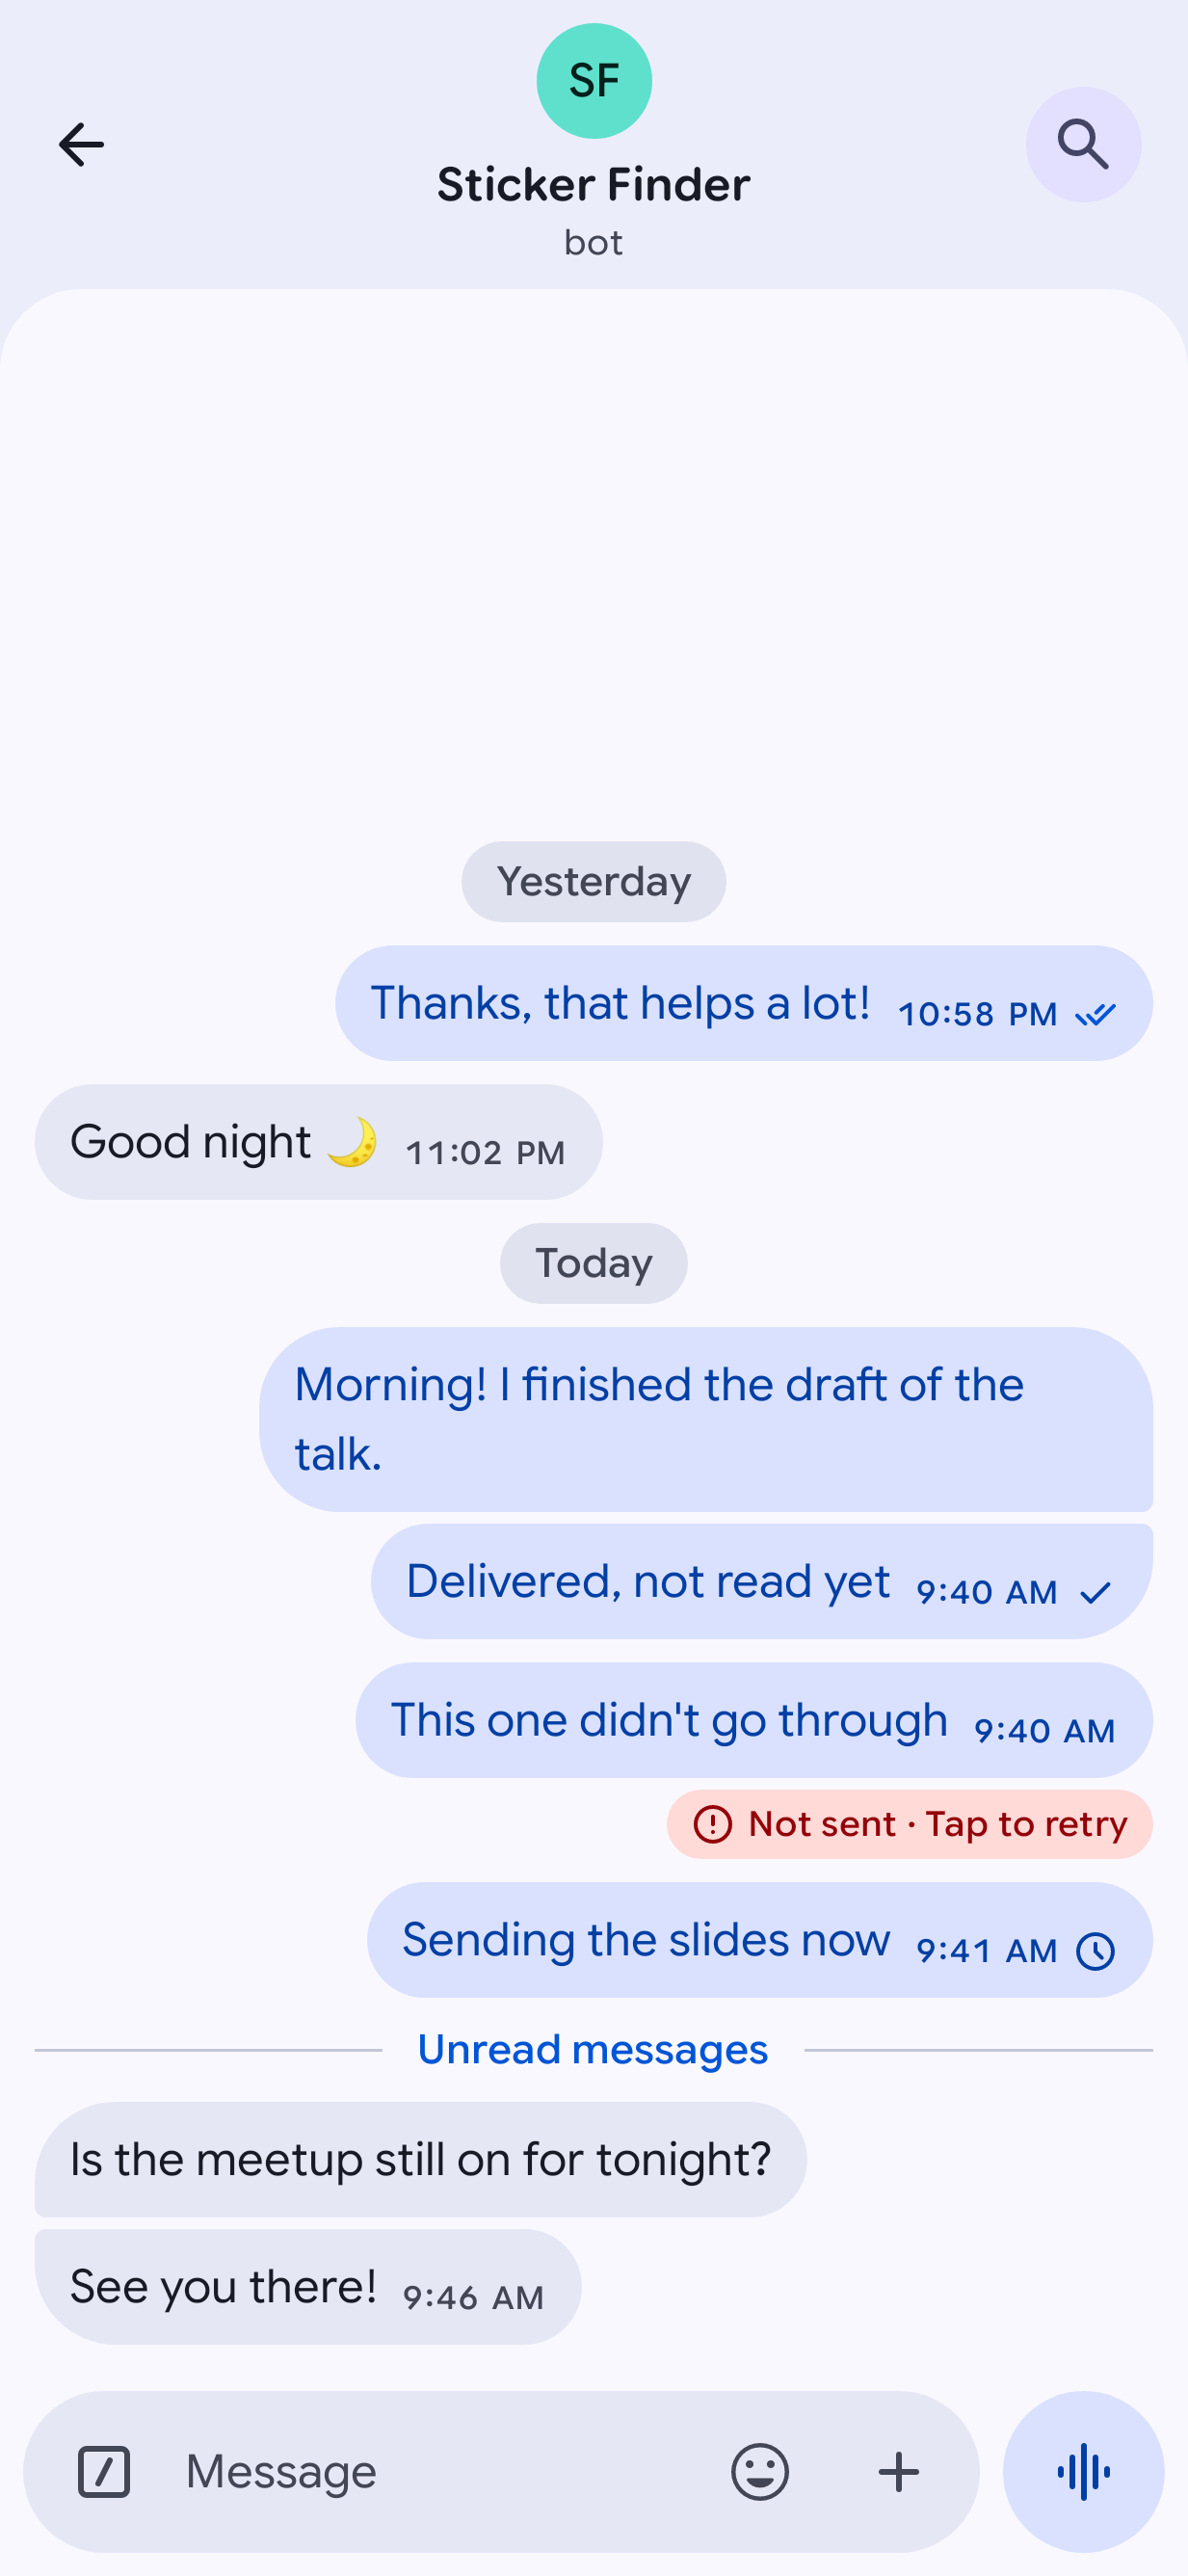 SF
Sticker Finder
bot
Yesterday
Thanks, that helps a lot! 10:58 PM
Good night 🌙 11:02 PM
Today
Morning! I finished the draft of the
talk.
Delivered, not read yet 9:40 AM
This one didn't go through 9:40 AM
Not sent · Tap to retry
Sending the slides now 9:41 AM
Unread messages
Is the meetup still on for tonight?
See you there! 9:46 AM
Message